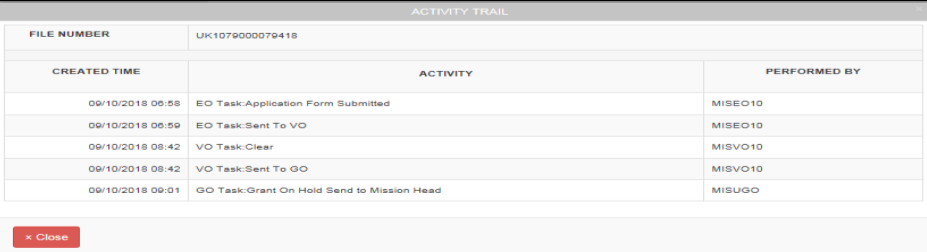 ACTIVITY TRAIL
FILE NUMBER UK1079000079418
CREATED TIME ACTIVITY PERFORMED BY
09/10/2018 06:58 EO Task:Application Form Submitted MISEO10
09/10/2018 06:59 EO Task:Sent To VO MISEO10
09/10/2018 08:42 VO Task:Clear MISVO10
09/10/2018 08:42 VO Task:Sent To GO MISVO10
09/10/2018 09:01 GO Task:Grant On Hold Send to Mission Head MISUGO
× Close